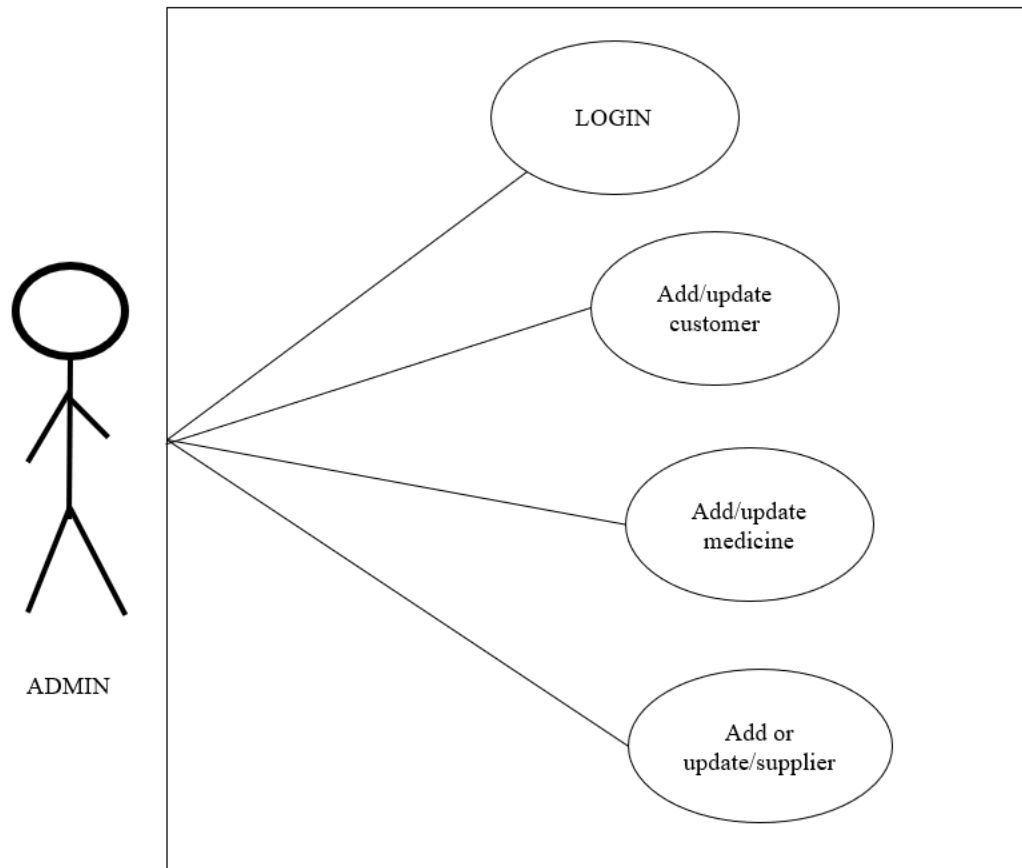 LOGIN
Add/update
customer
Add/update
medicine
ADMIN
Add or
update/supplier